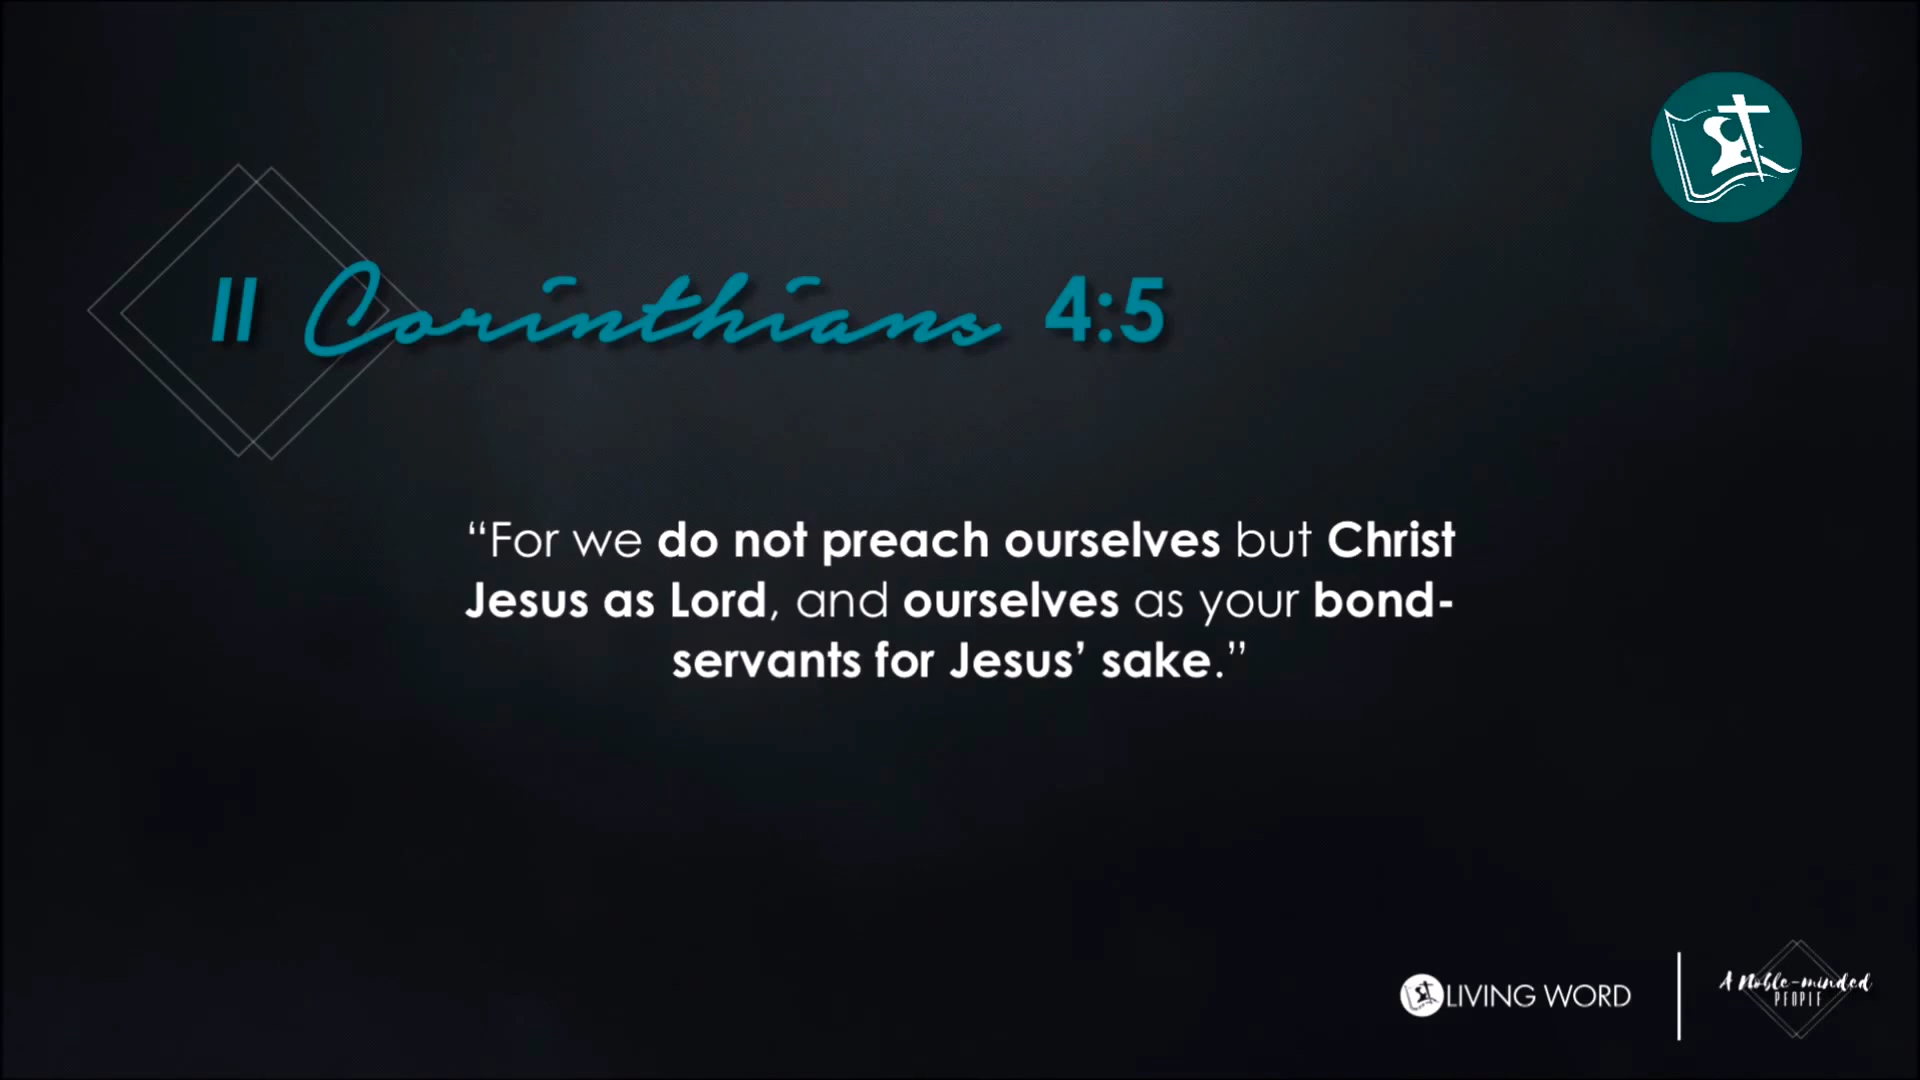 II Corinthians 4:5
“For we do not preach ourselves but Christ
Jesus as Lord, and ourselves as your bond-
servants for Jesus’ sake.”
LIVING WORD
A Noble-minded
PEOPLE